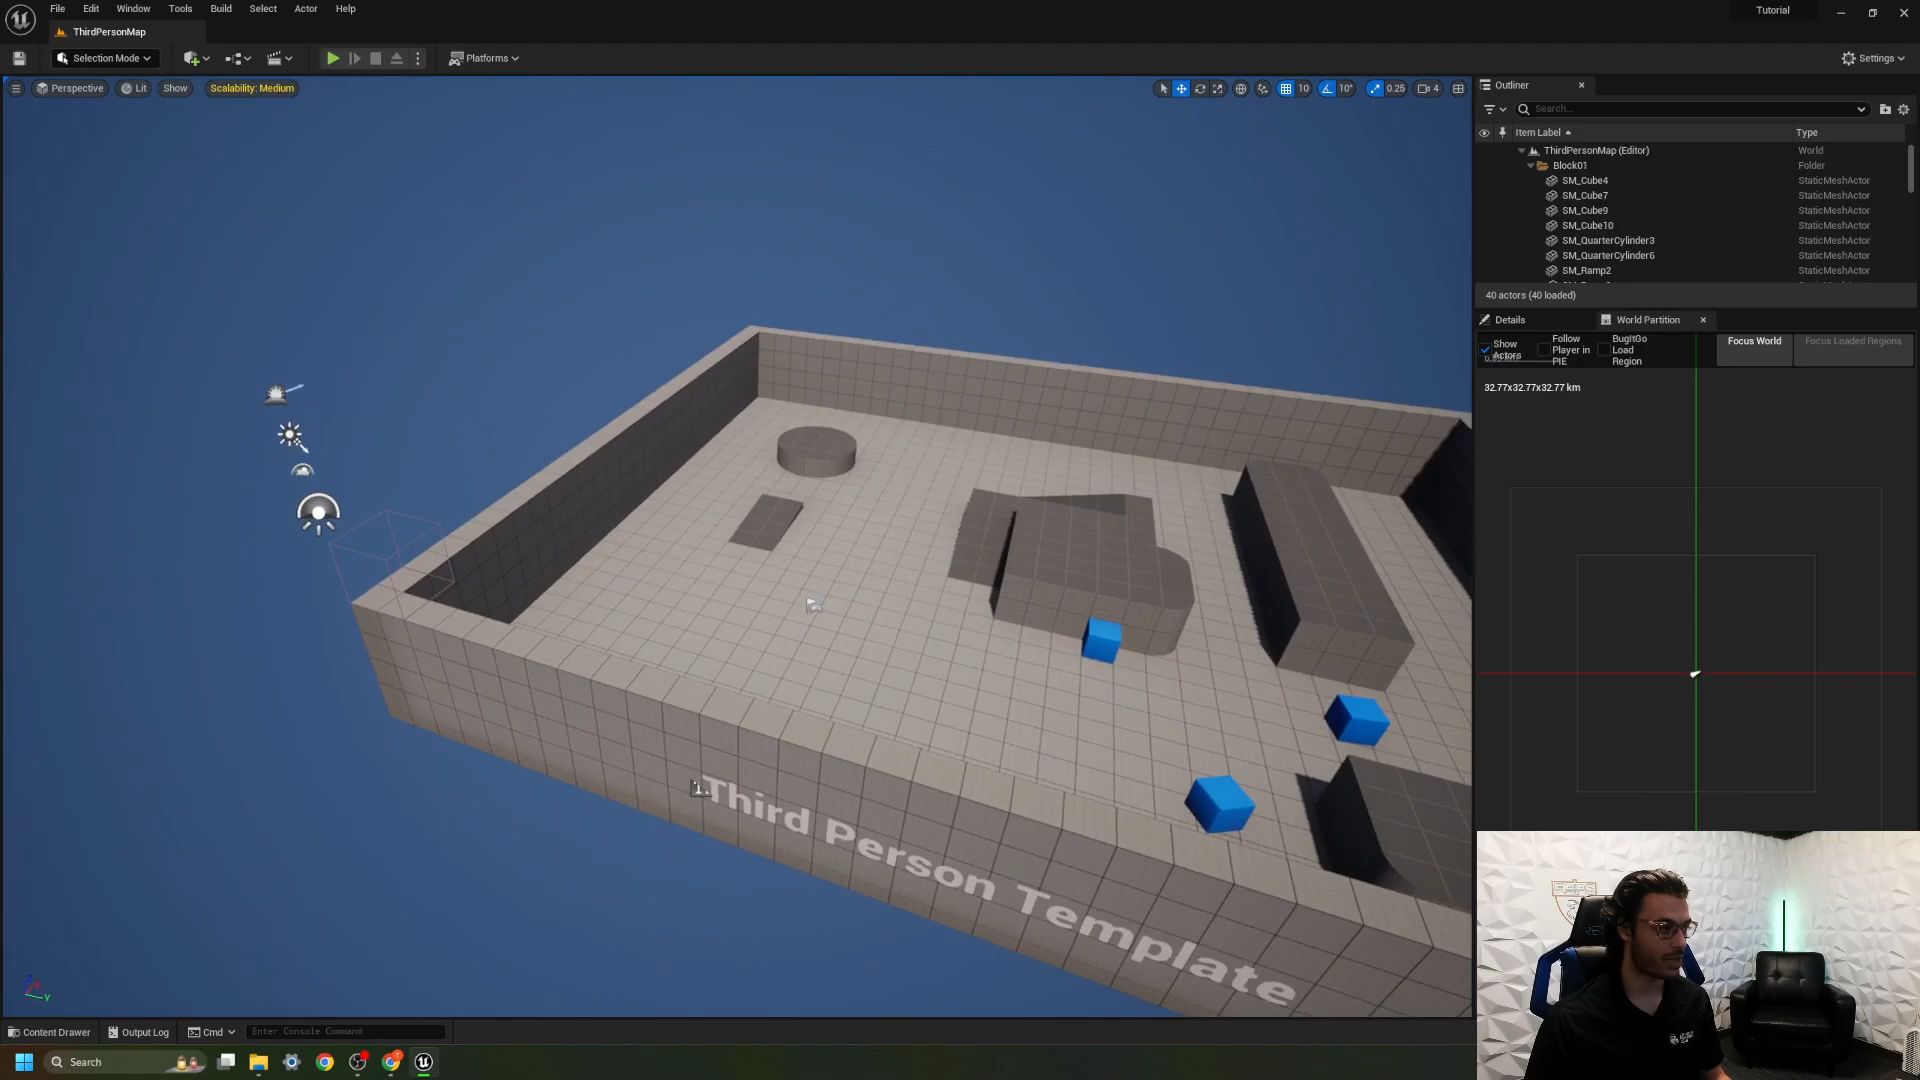 File Edit Window Tools Build Select Actor Help
Tutorial
ThirdPersonMap
Selection Mode
Platforms
Settings
Perspective
Lit
Show
Scalability: Medium
10
10°
0.25
4
Outliner
Search...
Item Label
Type
ThirdPersonMap (Editor) World
Block01 Folder
SM_Cube4 StaticMeshActor
SM_Cube7 StaticMeshActor
SM_Cube9 StaticMeshActor
SM_Cube10 StaticMeshActor
SM_QuarterCylinder3 StaticMeshActor
SM_QuarterCylinder6 StaticMeshActor
SM_Ramp2 StaticMeshActor
40 actors (40 loaded)
Details
World Partition
Show Actors
Follow Player in PIE
BugItGo Load Region
Focus World
Focus Loaded Regions
32.77x32.77x32.77 km
Third Person Template
Z
X
Y
Content Drawer
Output Log
Cmd
Enter Console Command
Search